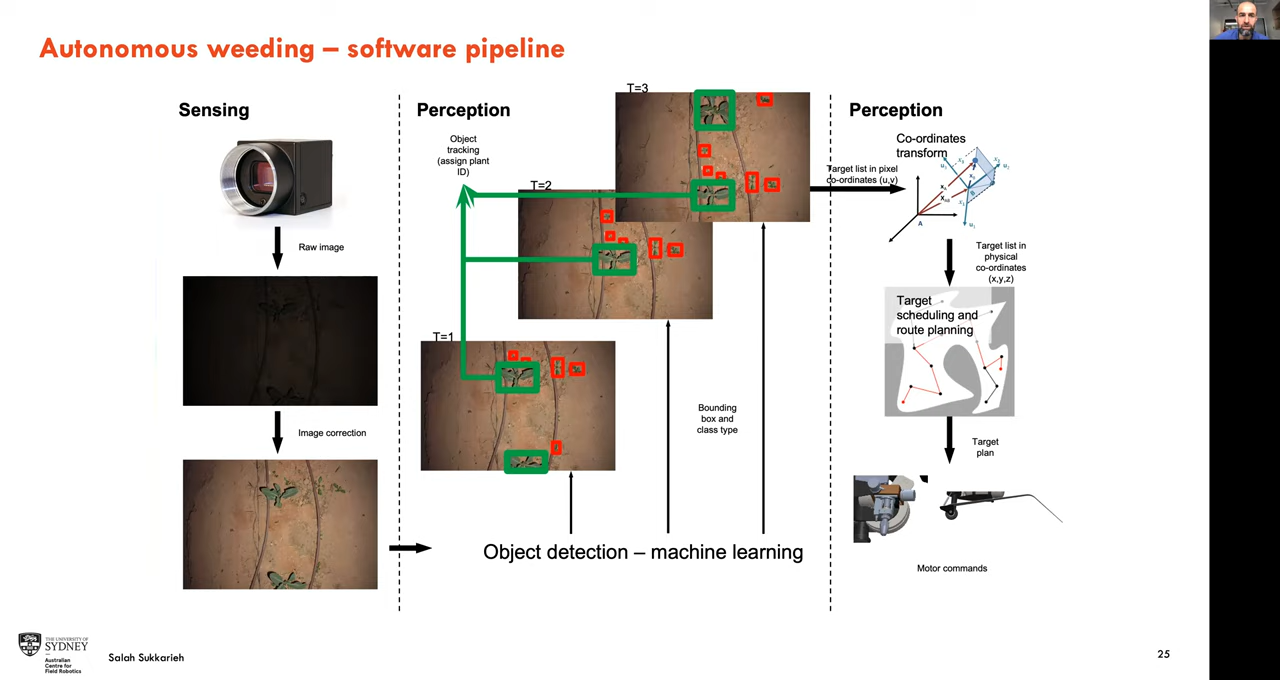 Autonomous weeding – software pipeline
Sensing
Raw image
Image correction
Perception
Object
tracking
(assign plant
ID)
T=1
T=2
T=3
Bounding
box and
class type
Object detection – machine learning
Target list in pixel
co-ordinates (u,v)
Perception
Co-ordinates
transform
A
Target list in
physical
co-ordinates
(x,y,z)
Target
scheduling and
route planning
Target
plan
Motor commands
THE UNIVERSITY OF
SYDNEY
Australian
Centre for
Field Robotics
Salah Sukkarieh
25